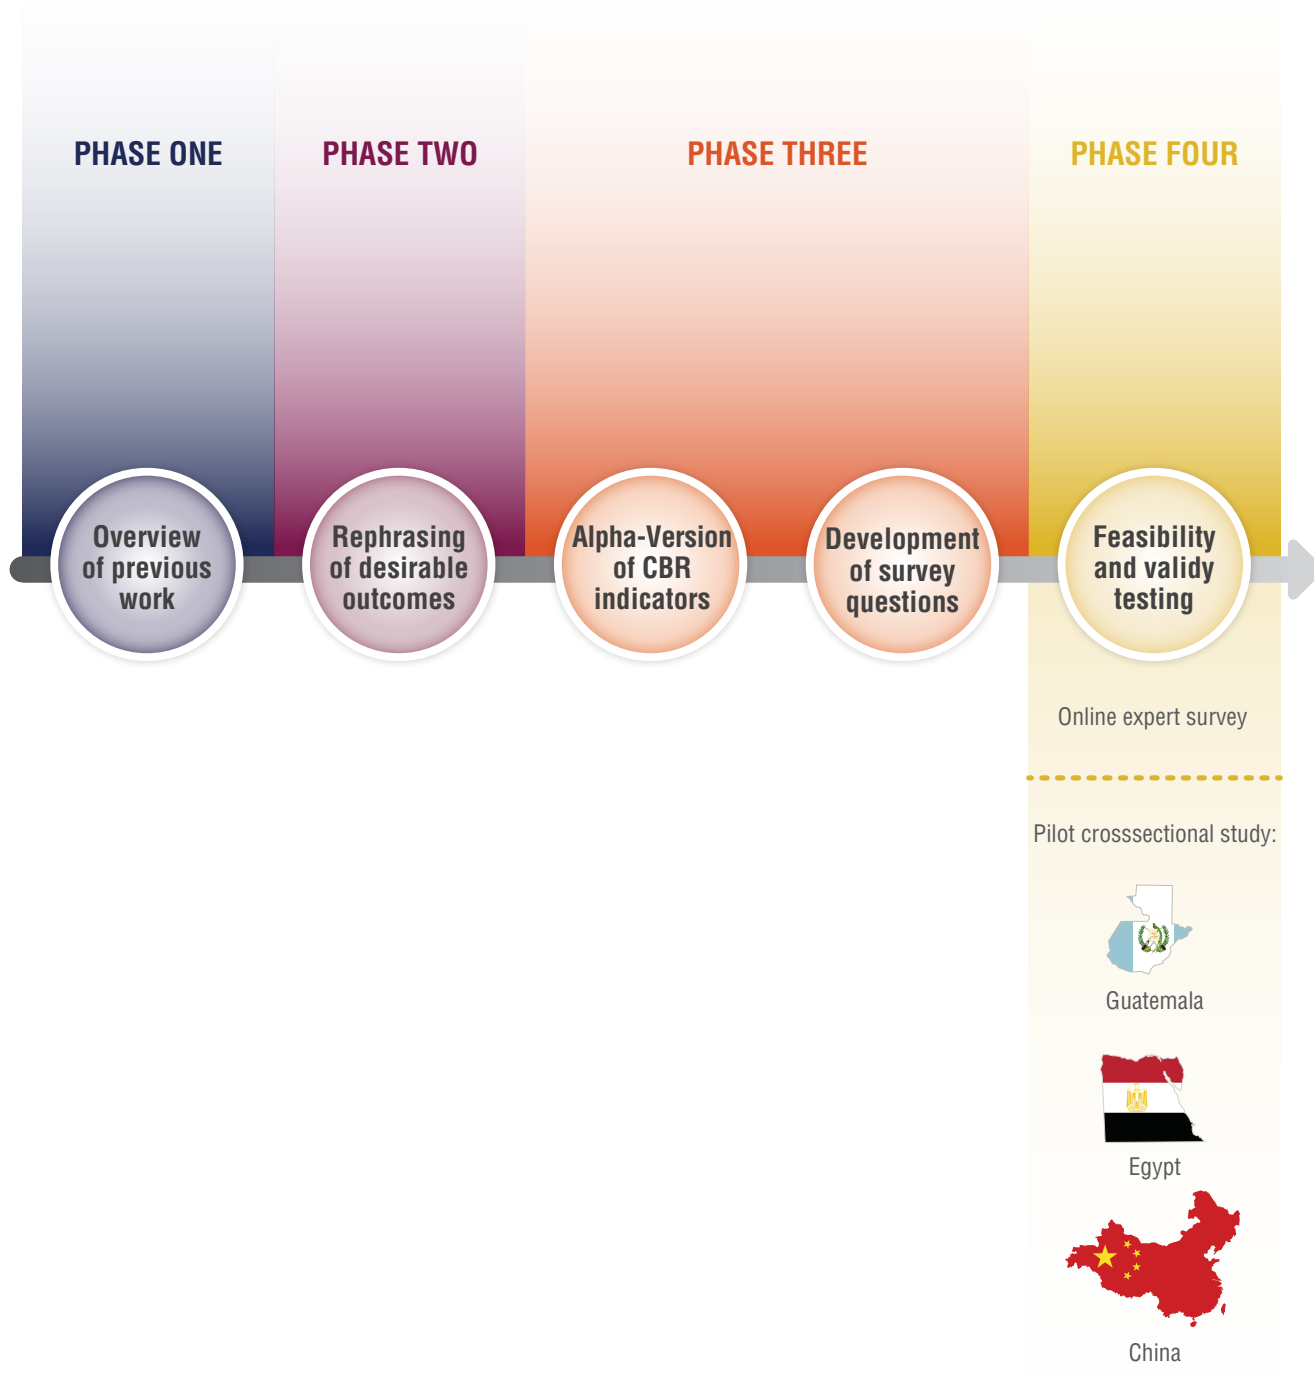 PHASE ONE
PHASE TWO
PHASE THREE
PHASE FOUR
Overview
of previous
work
Rephrasing
of desirable
outcomes
Alpha-Version
of CBR
indicators
Development
of survey
questions
Feasibility
and validy
testing
Online expert survey
Pilot crosssectional study:
Guatemala
Egypt
China